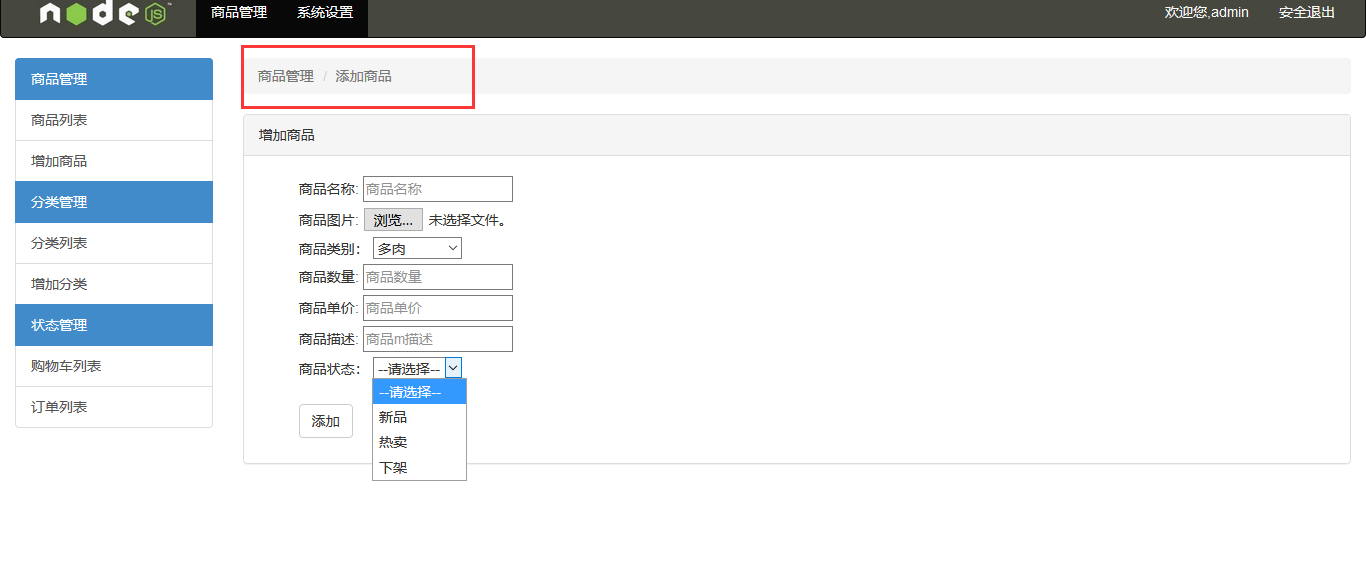 node JS™ 商品管理 系统设置 欢迎您,admin 安全退出
商品管理
商品列表
增加商品
分类管理
分类列表
增加分类
状态管理
购物车列表
订单列表
商品管理 / 添加商品
增加商品
商品名称: 商品名称
商品图片: 浏览... 未选择文件。
商品类别: 多肉
商品数量: 商品数量
商品单价: 商品单价
商品描述: 商品m描述
商品状态: --请选择--
--请选择--
新品
热卖
下架
添加